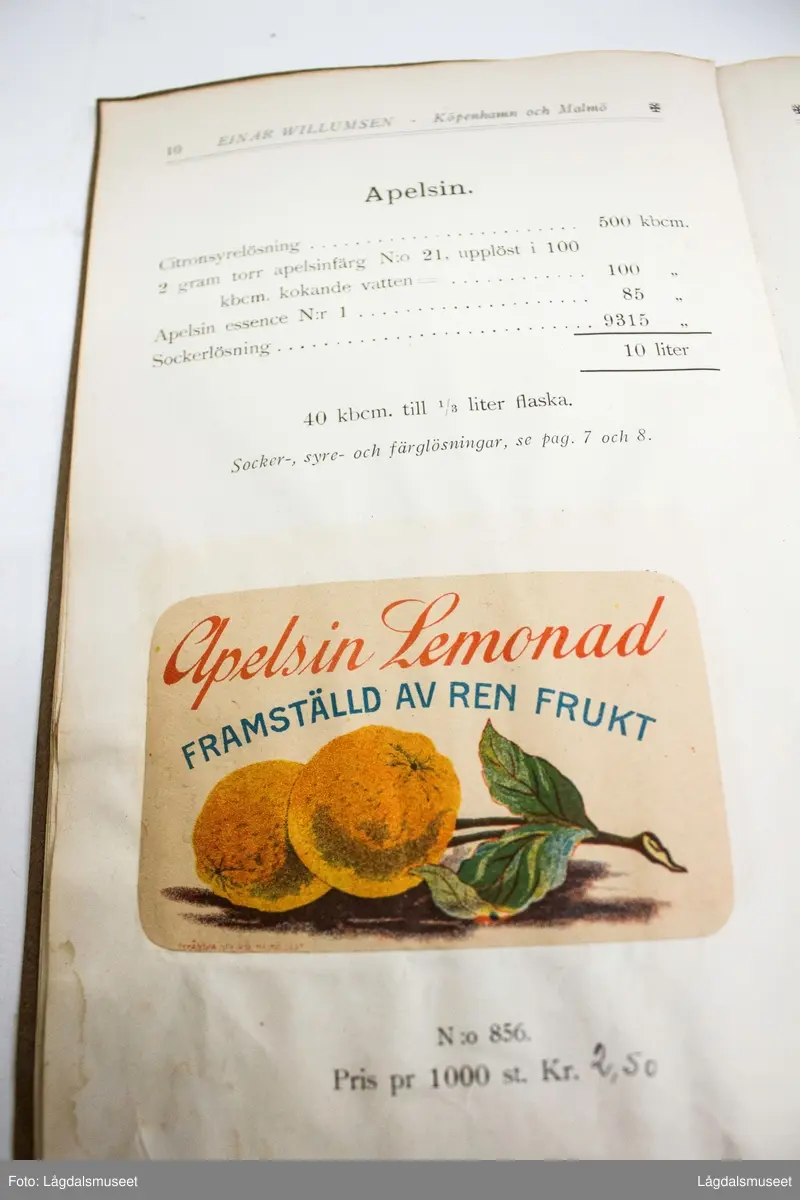 10 EINAR WILLUMSEN - Köpenhamn och Malmö
Apelsin.
Citronsyrelösning . . . . . . . . . . . . . . . . . . . . . . . 500 kbcm.
2 gram torr apelsinfärg N:o 21, upplöst i 100
kbcm. kokande vatten . . . . . . . . . . . 100 „
Apelsin essence N:r 1 . . . . . . . . . . . . . . . . . . . 85 „
Sockerlösning . . . . . . . . . . . . . . . . . . . . . . . . . . 9315 „
10 liter
40 kbcm. till 1/3 liter flaska.
Socker-, syre- och färglösningar, se pag. 7 och 8.
Apelsin Lemonad
FRAMSTÄLLD AV REN FRUKT
N:o 856.
Pris pr 1000 st. Kr. 2,50
Foto: Lågdalsmuseet Lågdalsmuseet